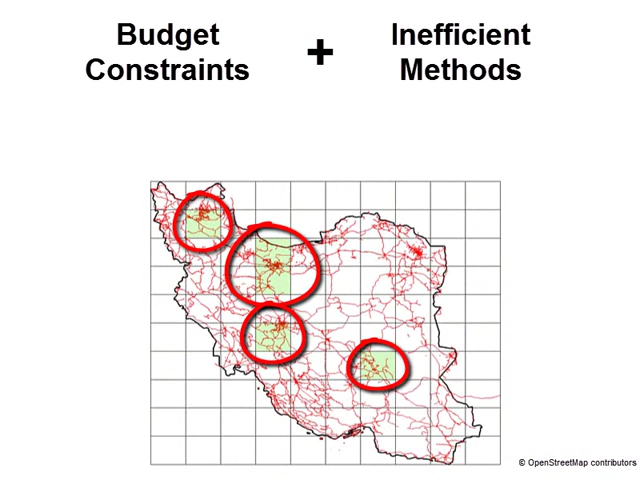 Budget
Constraints
+
Inefficient
Methods
© OpenStreetMap contributors